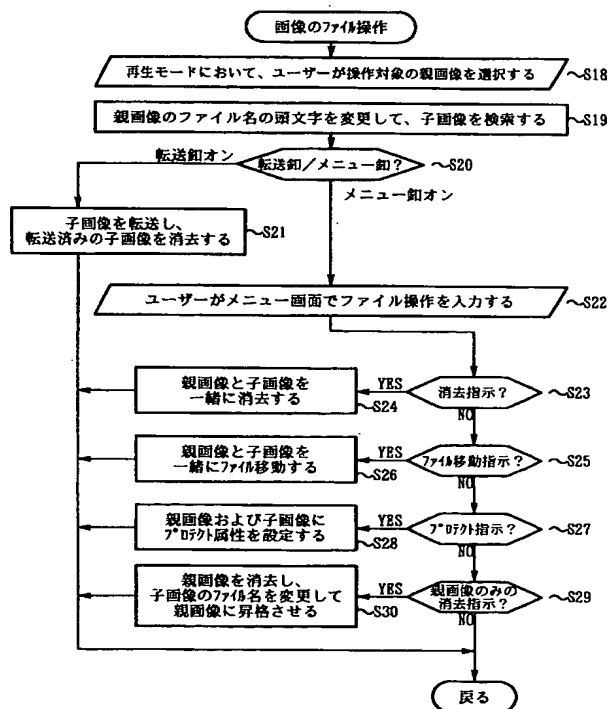 画像のファイル操作
再生モードにおいて、ユーザーが操作対象の親画像を選択する
S18
親画像のファイル名の頭文字を変更して、子画像を検索する
S19
転送釦オン
転送釦/メニュー釦?
S20
メニュー釦オン
子画像を転送し、
転送済みの子画像を消去する
S21
ユーザーがメニュー画面でファイル操作を入力する
S22
親画像と子画像を
一緒に消去する
S24
YES
消去指示?
S23
NO
親画像と子画像を
一緒にファイル移動する
S26
YES
ファイル移動指示?
S25
NO
親画像および子画像に
プロテクト属性を設定する
S28
YES
プロテクト指示?
S27
NO
親画像を消去し、
子画像のファイル名を変更して
親画像に昇格させる
S30
YES
親画像のみの
消去指示?
S29
NO
戻る